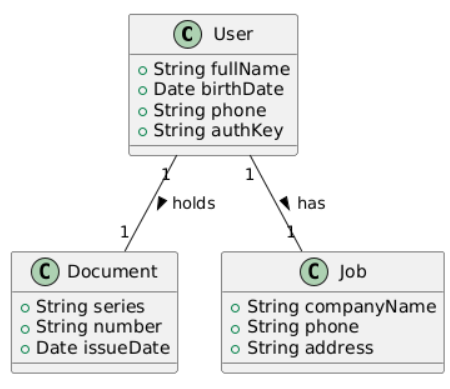 C User
String fullName
Date birthDate
String phone
String authKey
1 1
holds has
1 1
C Document
String series
String number
Date issueDate
C Job
String companyName
String phone
String address